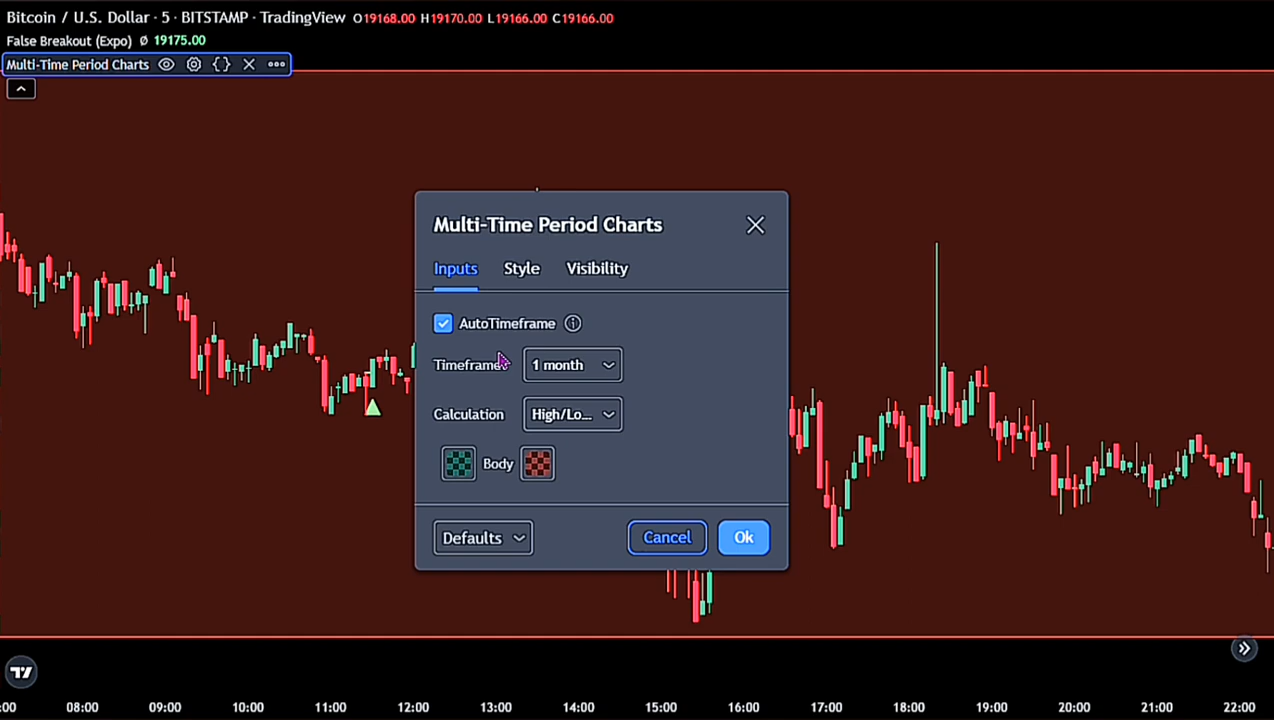 Bitcoin / U.S. Dollar · 5 · BITSTAMP · TradingView O19168.00 H19170.00 L19166.00 C19166.00
False Breakout (Expo) Ø 19175.00
Multi-Time Period Charts
Multi-Time Period Charts
Inputs Style Visibility
AutoTimeframe
Timeframe 1 month
Calculation High/Lo...
Body
Defaults Cancel Ok
:00 08:00 09:00 10:00 11:00 12:00 13:00 14:00 15:00 16:00 17:00 18:00 19:00 20:00 21:00 22:00